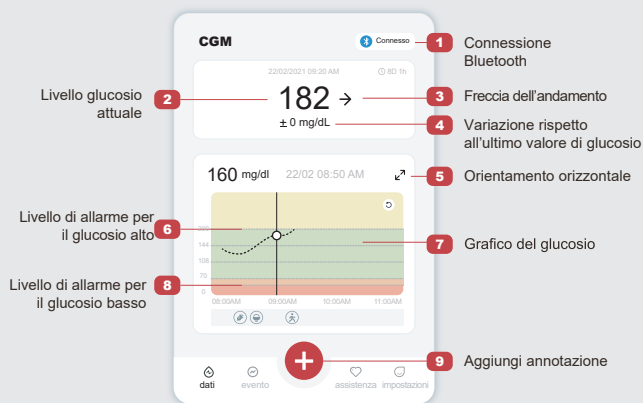 CGM
Connesso
1
Connessione
Bluetooth
22/02/2021 09:20 AM
8D 1h
Livello glucosio
attuale
2
182
3
Freccia dell'andamento
± 0 mg/dL
4
Variazione rispetto
all'ultimo valore di glucosio
160 mg/dl
22/02 08:50 AM
5
Orientamento orizzontale
Livello di allarme per
il glucosio alto
6
144
108
70
0
7
Grafico del glucosio
Livello di allarme per
il glucosio basso
8
08:00AM
09:00AM
10:00AM
11:00AM
9
Aggiungi annotazione
dati
evento
assistenza
impostazioni